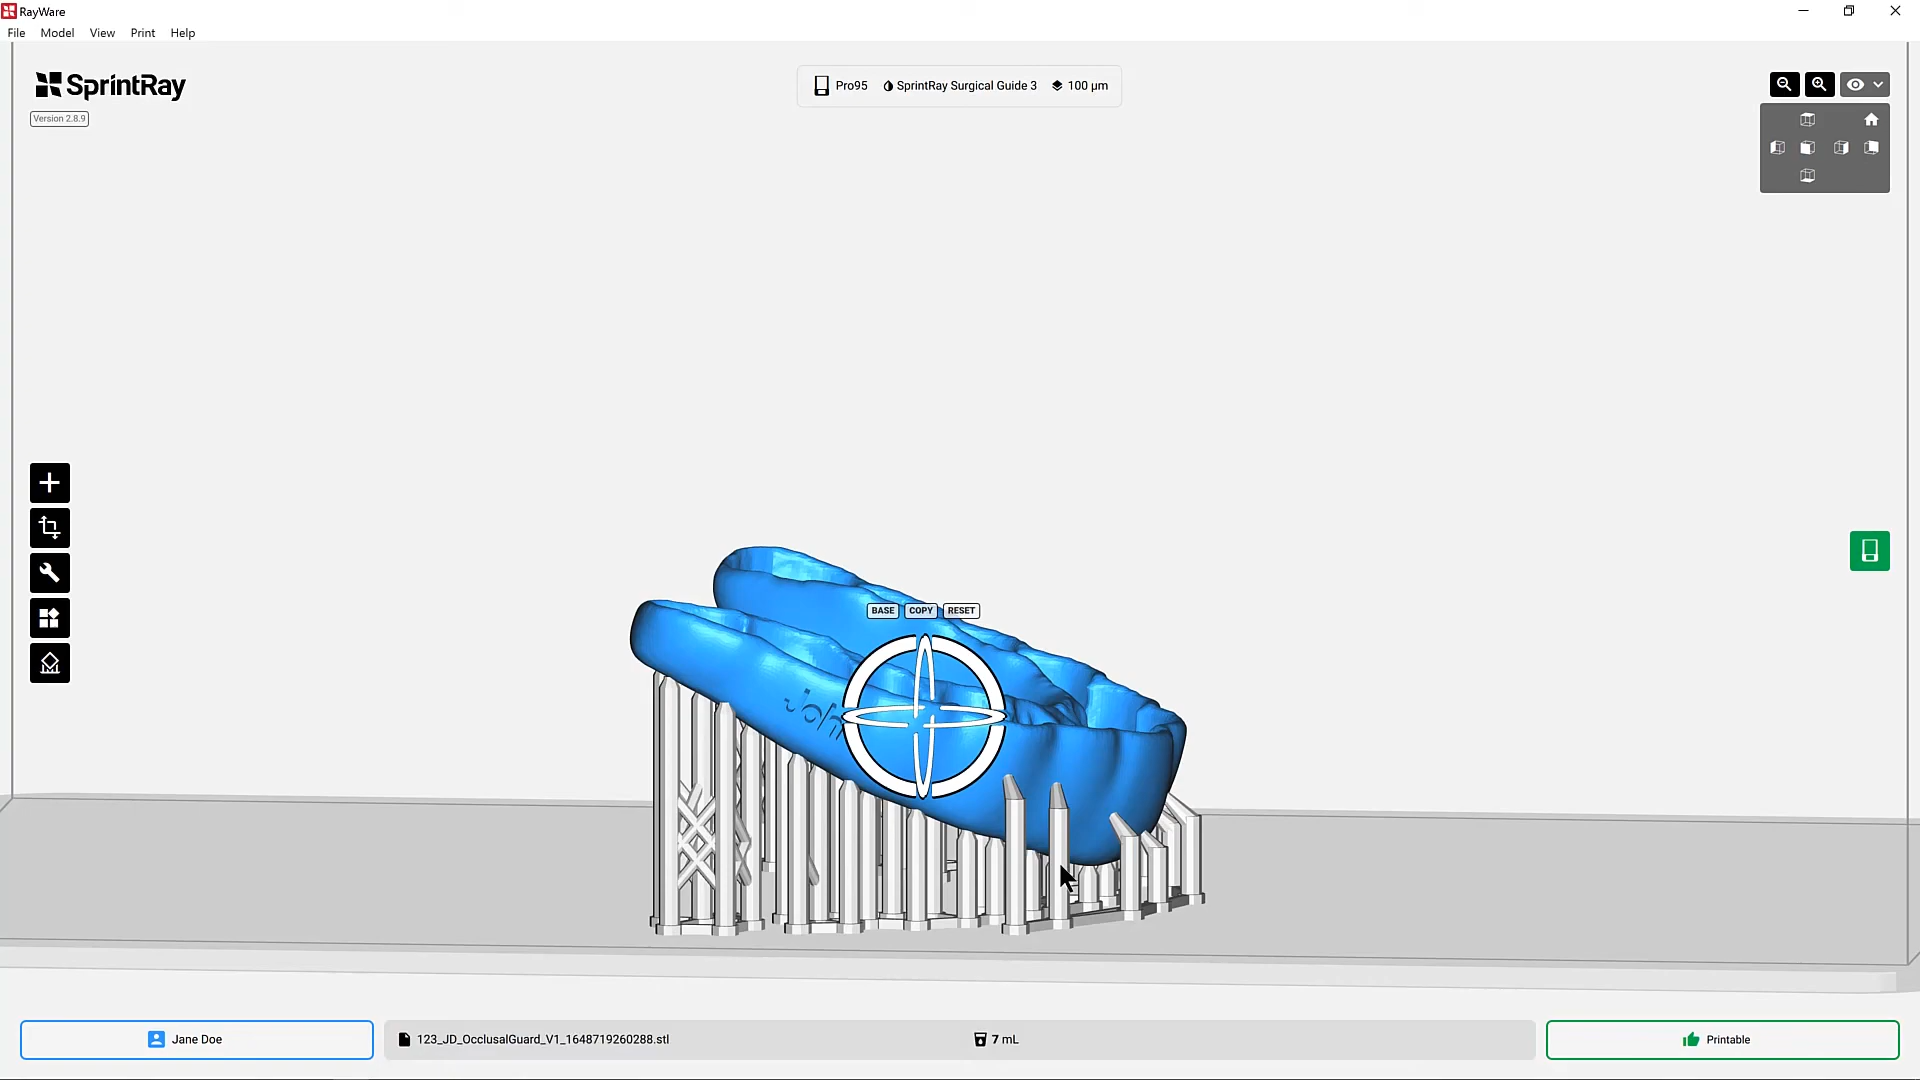 RayWare
File Model View Print Help
SprintRay
Version 2.8.9
Pro95 SprintRay Surgical Guide 3 100 µm
BASE COPY RESET
Jane Doe
123_JD_OcclusalGuard_V1_1648719260288.stl
7 mL
Printable